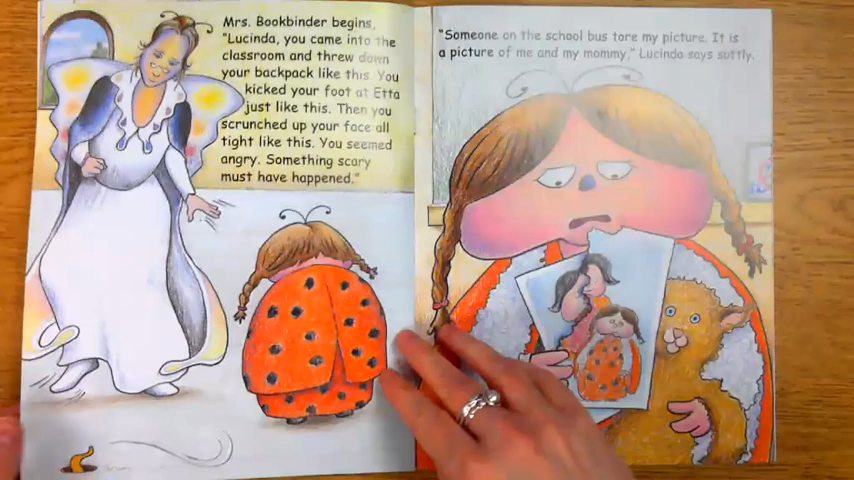 Mrs. Bookbinder begins,
"Lucinda, you came into the
classroom and threw down
your backpack like this. You
kicked your foot at Etta
just like this. Then you
scrunched up your face all
tight like this. You seemed
angry. Something scary
must have happened."
"Someone on the school bus tore my picture. It is
a picture of me and my mommy," Lucinda says softly.